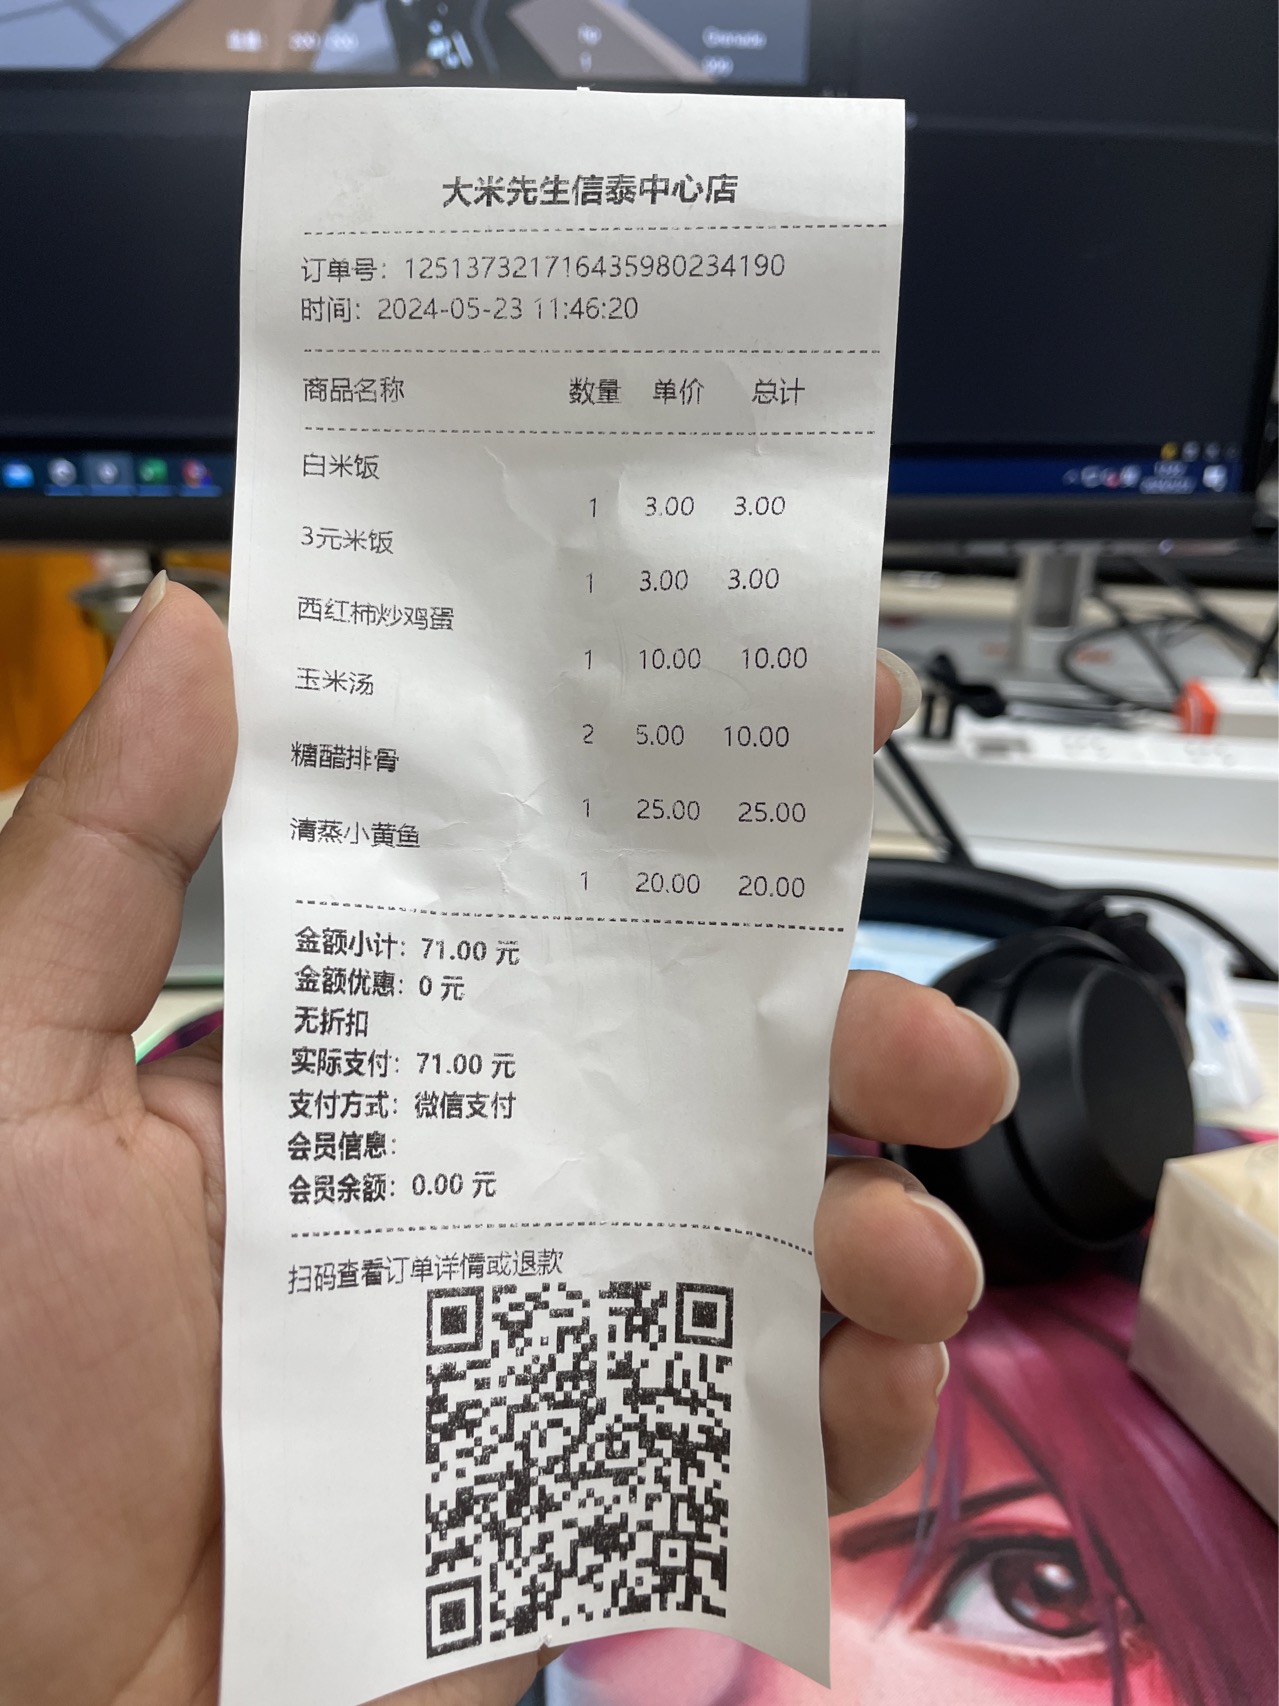 大米先生信泰中心店
订单号：125137321716435980234190
时间：2024-05-23 11:46:20
商品名称 数量 单价 总计
白米饭
1 3.00 3.00
3元米饭
1 3.00 3.00
西红柿炒鸡蛋
1 10.00 10.00
玉米汤
2 5.00 10.00
糖醋排骨
1 25.00 25.00
清蒸小黄鱼
1 20.00 20.00
金额小计：71.00 元
金额优惠：0 元
无折扣
实际支付：71.00 元
支付方式：微信支付
会员信息：
会员余额：0.00 元
扫码查看订单详情或退款